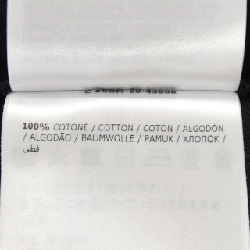 100% COTONE / COTTON / COTON / ALGODÓN
/ ALGODÃO / BAUMWOLLE / PAMUK / ХЛОПОК /
قطن